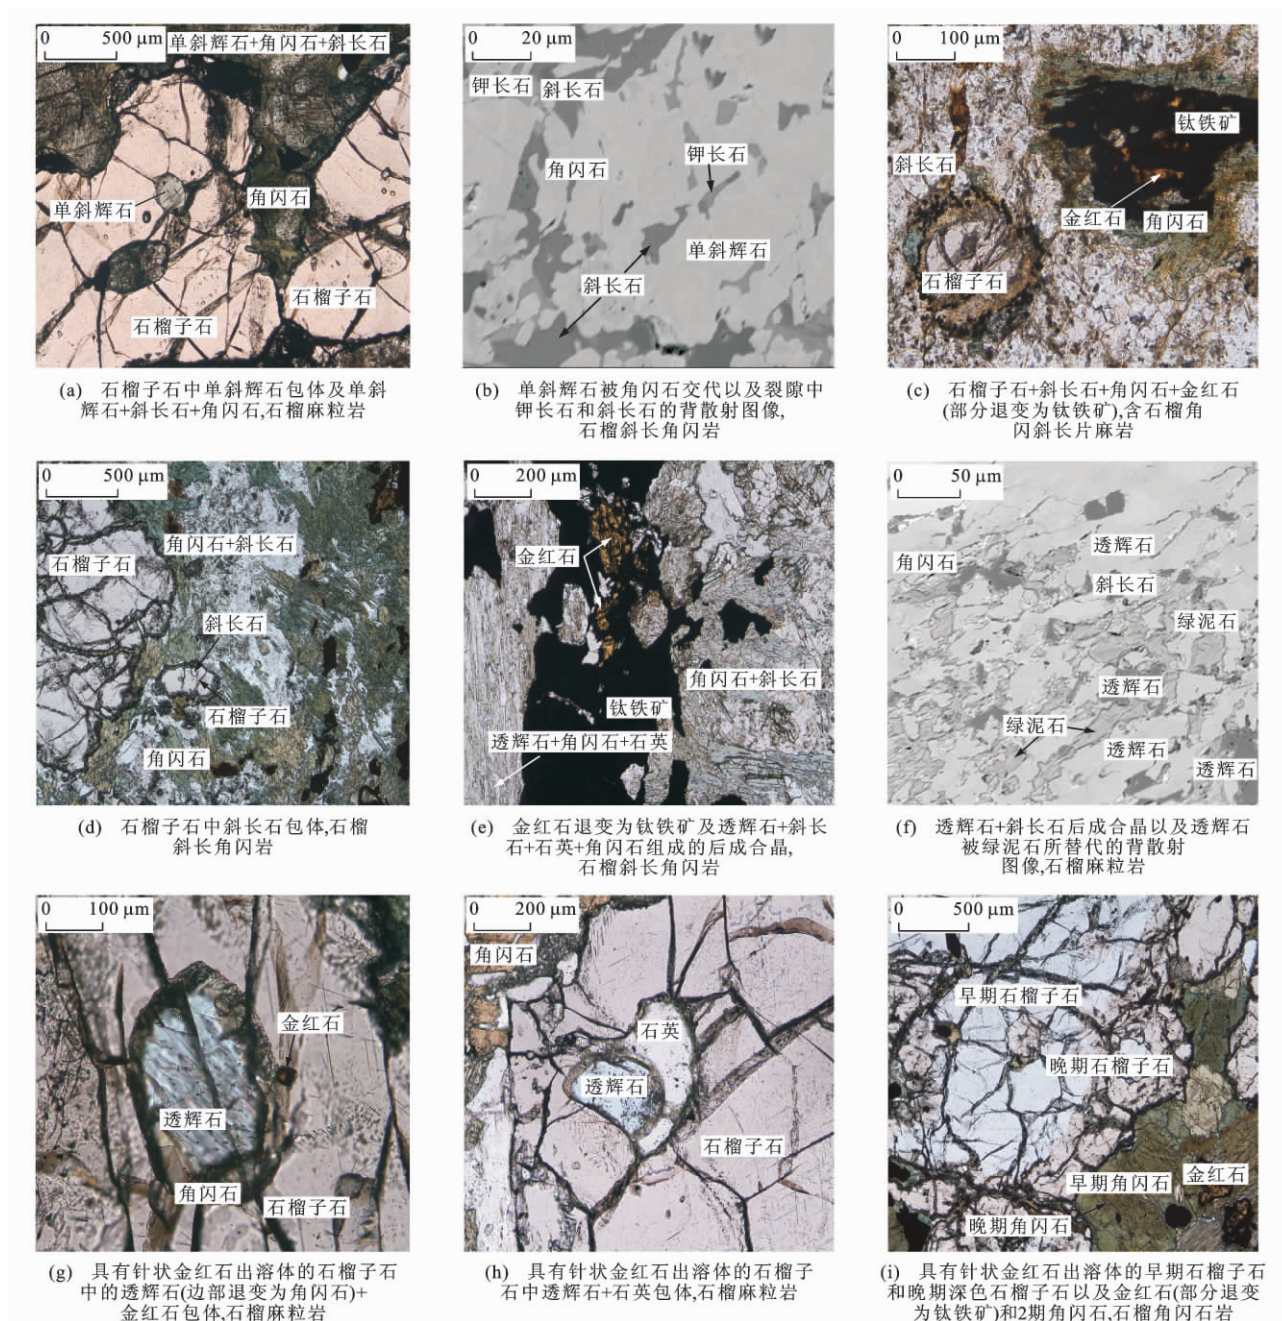 0 500 μm
单斜辉石+角闪石+斜长石
单斜辉石
角闪石
石榴子石
石榴子石
(a) 石榴子石中单斜辉石包体及单斜
辉石+斜长石+角闪石,石榴麻粒岩
0 20 μm
钾长石
斜长石
角闪石
钾长石
单斜辉石
斜长石
(b) 单斜辉石被角闪石交代以及裂隙中
钾长石和斜长石的背散射图像,
石榴斜长角闪岩
0 100 μm
钛铁矿
斜长石
金红石
角闪石
石榴子石
(c) 石榴子石+斜长石+角闪石+金红石
(部分退变为钛铁矿),含石榴角
闪斜长片麻岩
0 500 μm
角闪石+斜长石
石榴子石
斜长石
石榴子石
角闪石
(d) 石榴子石中斜长石包体,石榴
斜长角闪岩
0 200 μm
金红石
角闪石+斜长石
钛铁矿
透辉石+角闪石+石英
(e) 金红石退变为钛铁矿及透辉石+斜长
石+石英+角闪石组成的后成合晶,
石榴斜长角闪岩
0 50 μm
透辉石
角闪石
斜长石
绿泥石
透辉石
绿泥石
透辉石
透辉石
(f) 透辉石+斜长石后成合晶以及透辉石
被绿泥石所替代的背散射
图像,石榴麻粒岩
0 100 μm
金红石
透辉石
角闪石
石榴子石
(g) 具有针状金红石出溶体的石榴子石
中的透辉石(边部退变为角闪石)+
金红石包体,石榴麻粒岩
0 200 μm
角闪石
石英
透辉石
石榴子石
(h) 具有针状金红石出溶体的石榴子
石中透辉石+石英包体,石榴麻粒岩
0 500 μm
早期石榴子石
晚期石榴子石
金红石
早期角闪石
晚期角闪石
(i) 具有针状金红石出溶体的早期石榴子石
和晚期深色石榴子石以及金红石(部分退变
为钛铁矿)和2期角闪石,石榴角闪石岩